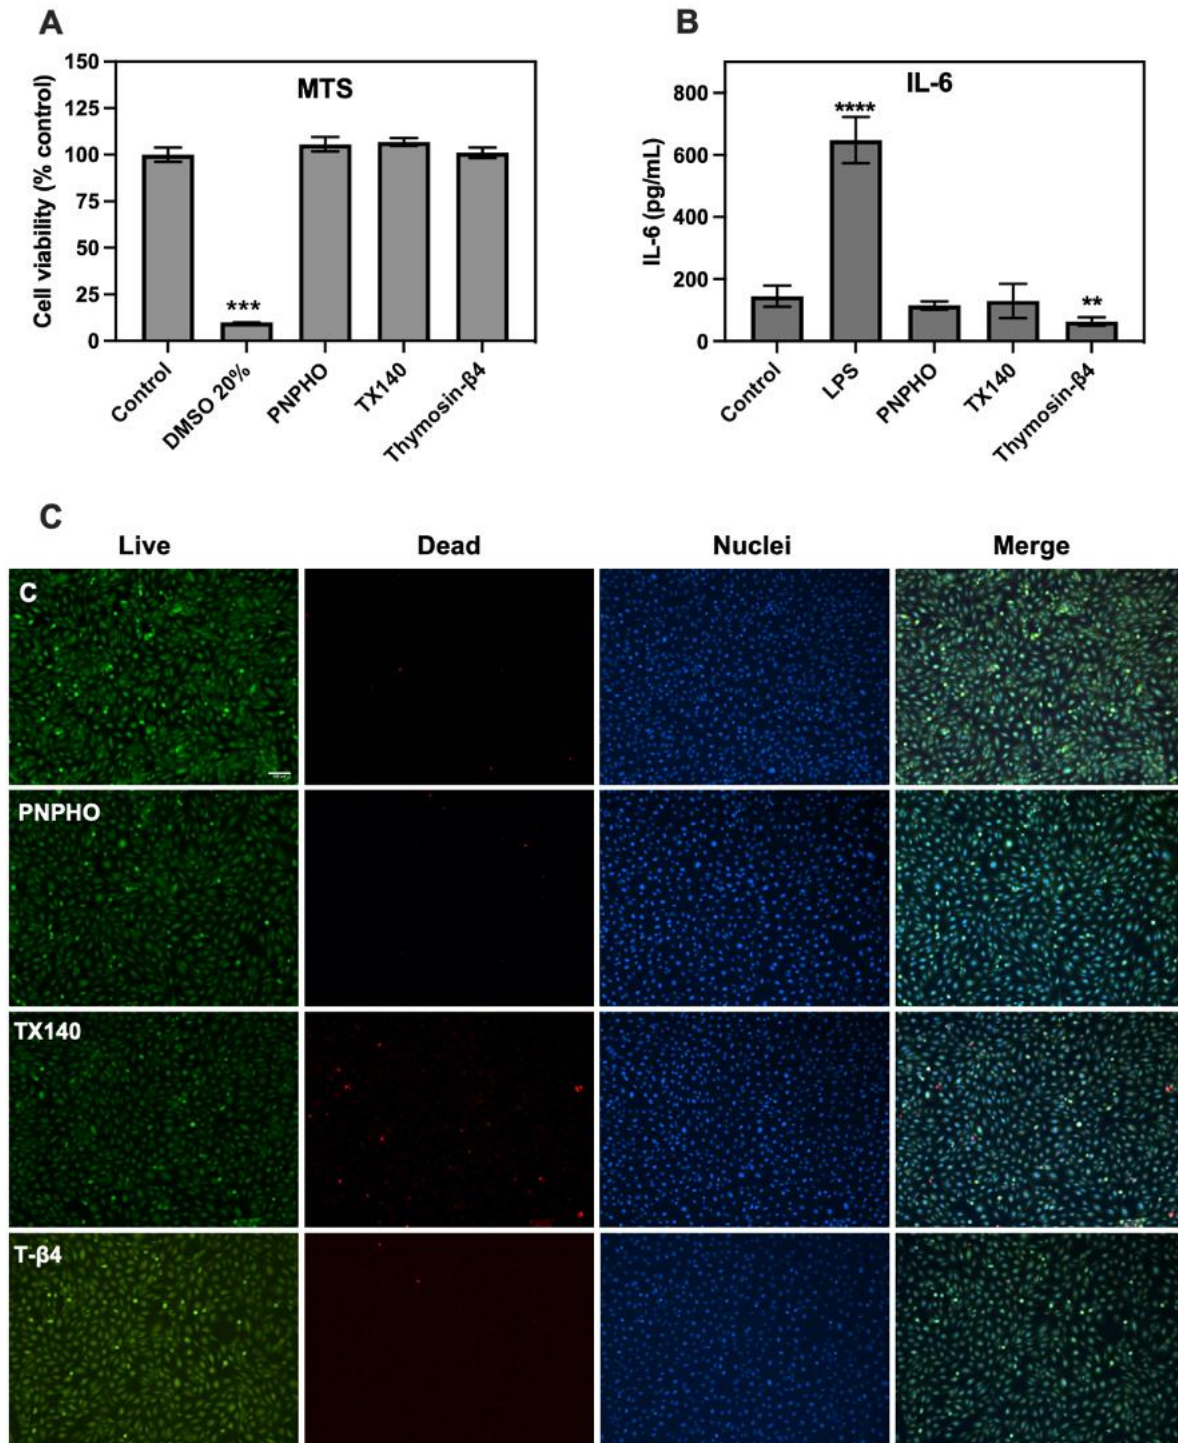 A
MTS
Cell viability (% control)
150
125
100
75
50
25
0
***
Control
DMSO 20%
PNPHO
TX140
Thymosin-β4
B
IL-6
IL-6 (pg/mL)
800
600
400
200
0
****
**
Control
LPS
PNPHO
TX140
Thymosin-β4
C
Live Dead Nuclei Merge
C
PNPHO
TX140
T-β4